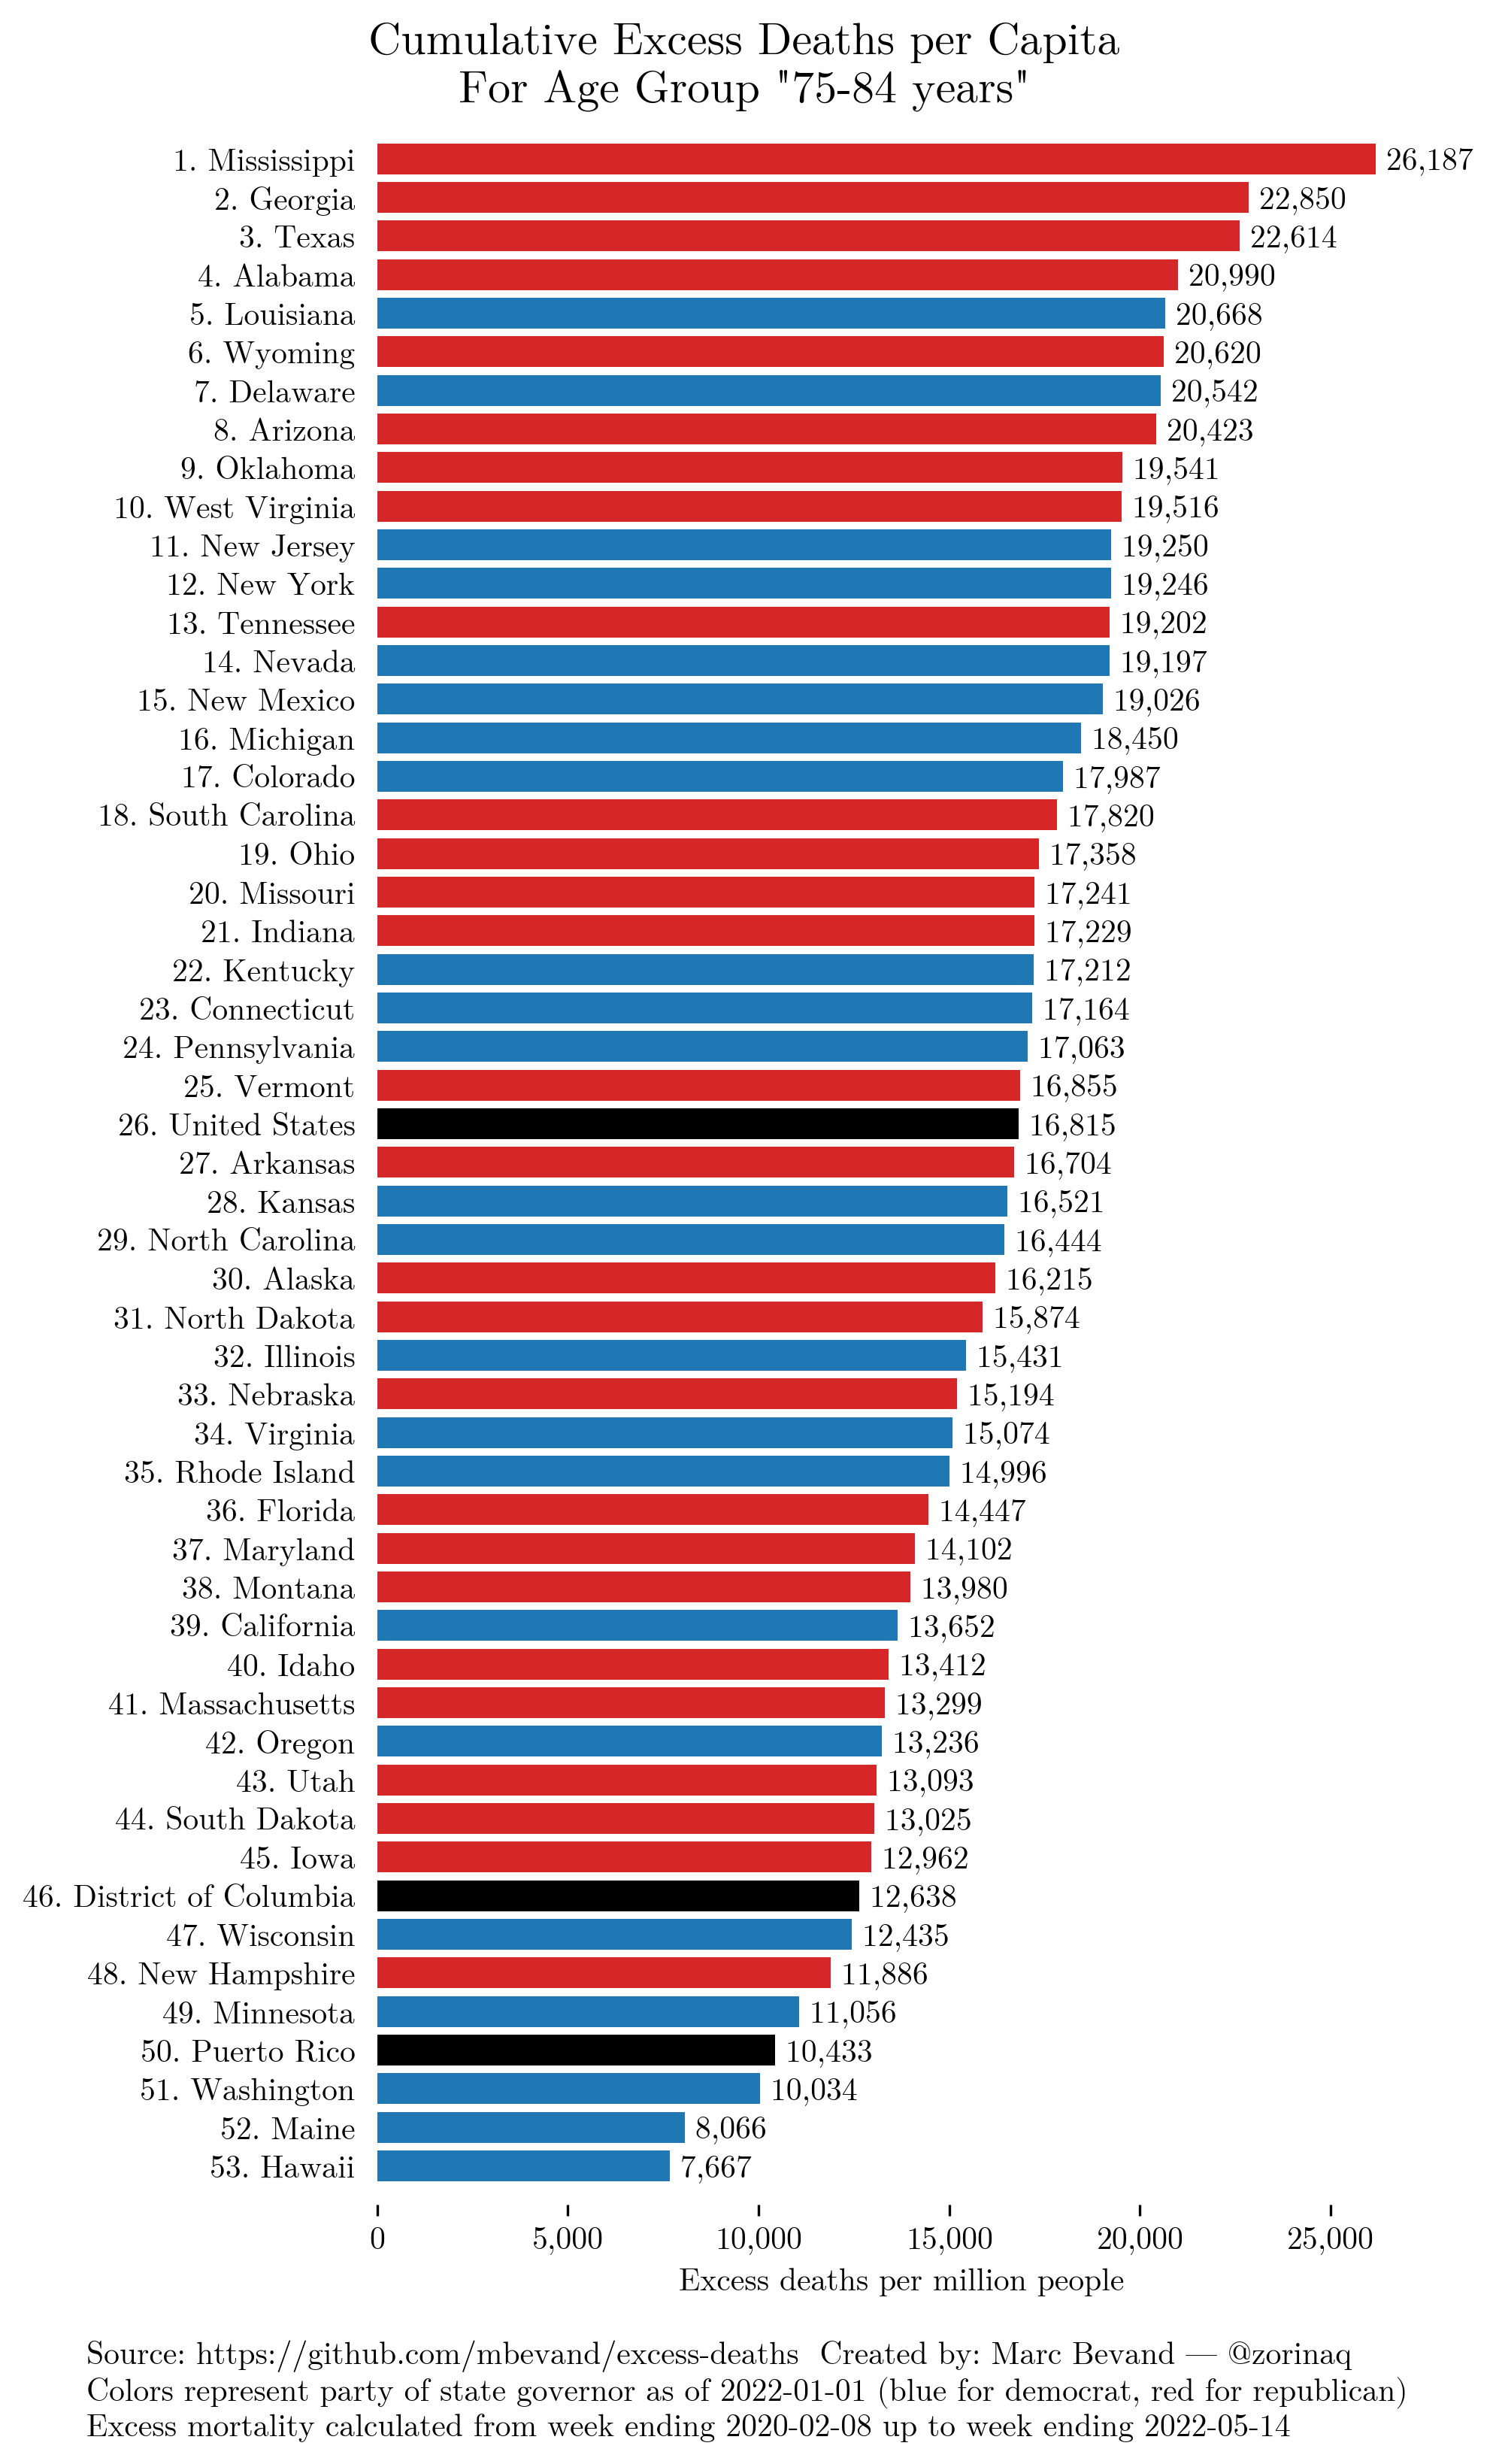 Cumulative Excess Deaths per Capita
For Age Group "75-84 years"
1. Mississippi 26,187
2. Georgia 22,850
3. Texas 22,614
4. Alabama 20,990
5. Louisiana 20,668
6. Wyoming 20,620
7. Delaware 20,542
8. Arizona 20,423
9. Oklahoma 19,541
10. West Virginia 19,516
11. New Jersey 19,250
12. New York 19,246
13. Tennessee 19,202
14. Nevada 19,197
15. New Mexico 19,026
16. Michigan 18,450
17. Colorado 17,987
18. South Carolina 17,820
19. Ohio 17,358
20. Missouri 17,241
21. Indiana 17,229
22. Kentucky 17,212
23. Connecticut 17,164
24. Pennsylvania 17,063
25. Vermont 16,855
26. United States 16,815
27. Arkansas 16,704
28. Kansas 16,521
29. North Carolina 16,444
30. Alaska 16,215
31. North Dakota 15,874
32. Illinois 15,431
33. Nebraska 15,194
34. Virginia 15,074
35. Rhode Island 14,996
36. Florida 14,447
37. Maryland 14,102
38. Montana 13,980
39. California 13,652
40. Idaho 13,412
41. Massachusetts 13,299
42. Oregon 13,236
43. Utah 13,093
44. South Dakota 13,025
45. Iowa 12,962
46. District of Columbia 12,638
47. Wisconsin 12,435
48. New Hampshire 11,886
49. Minnesota 11,056
50. Puerto Rico 10,433
51. Washington 10,034
52. Maine 8,066
53. Hawaii 7,667
0 5,000 10,000 15,000 20,000 25,000
Excess deaths per million people
Source: https://github.com/mbevand/excess-deaths Created by: Marc Bevand — @zorinaq
Colors represent party of state governor as of 2022-01-01 (blue for democrat, red for republican)
Excess mortality calculated from week ending 2020-02-08 up to week ending 2022-05-14